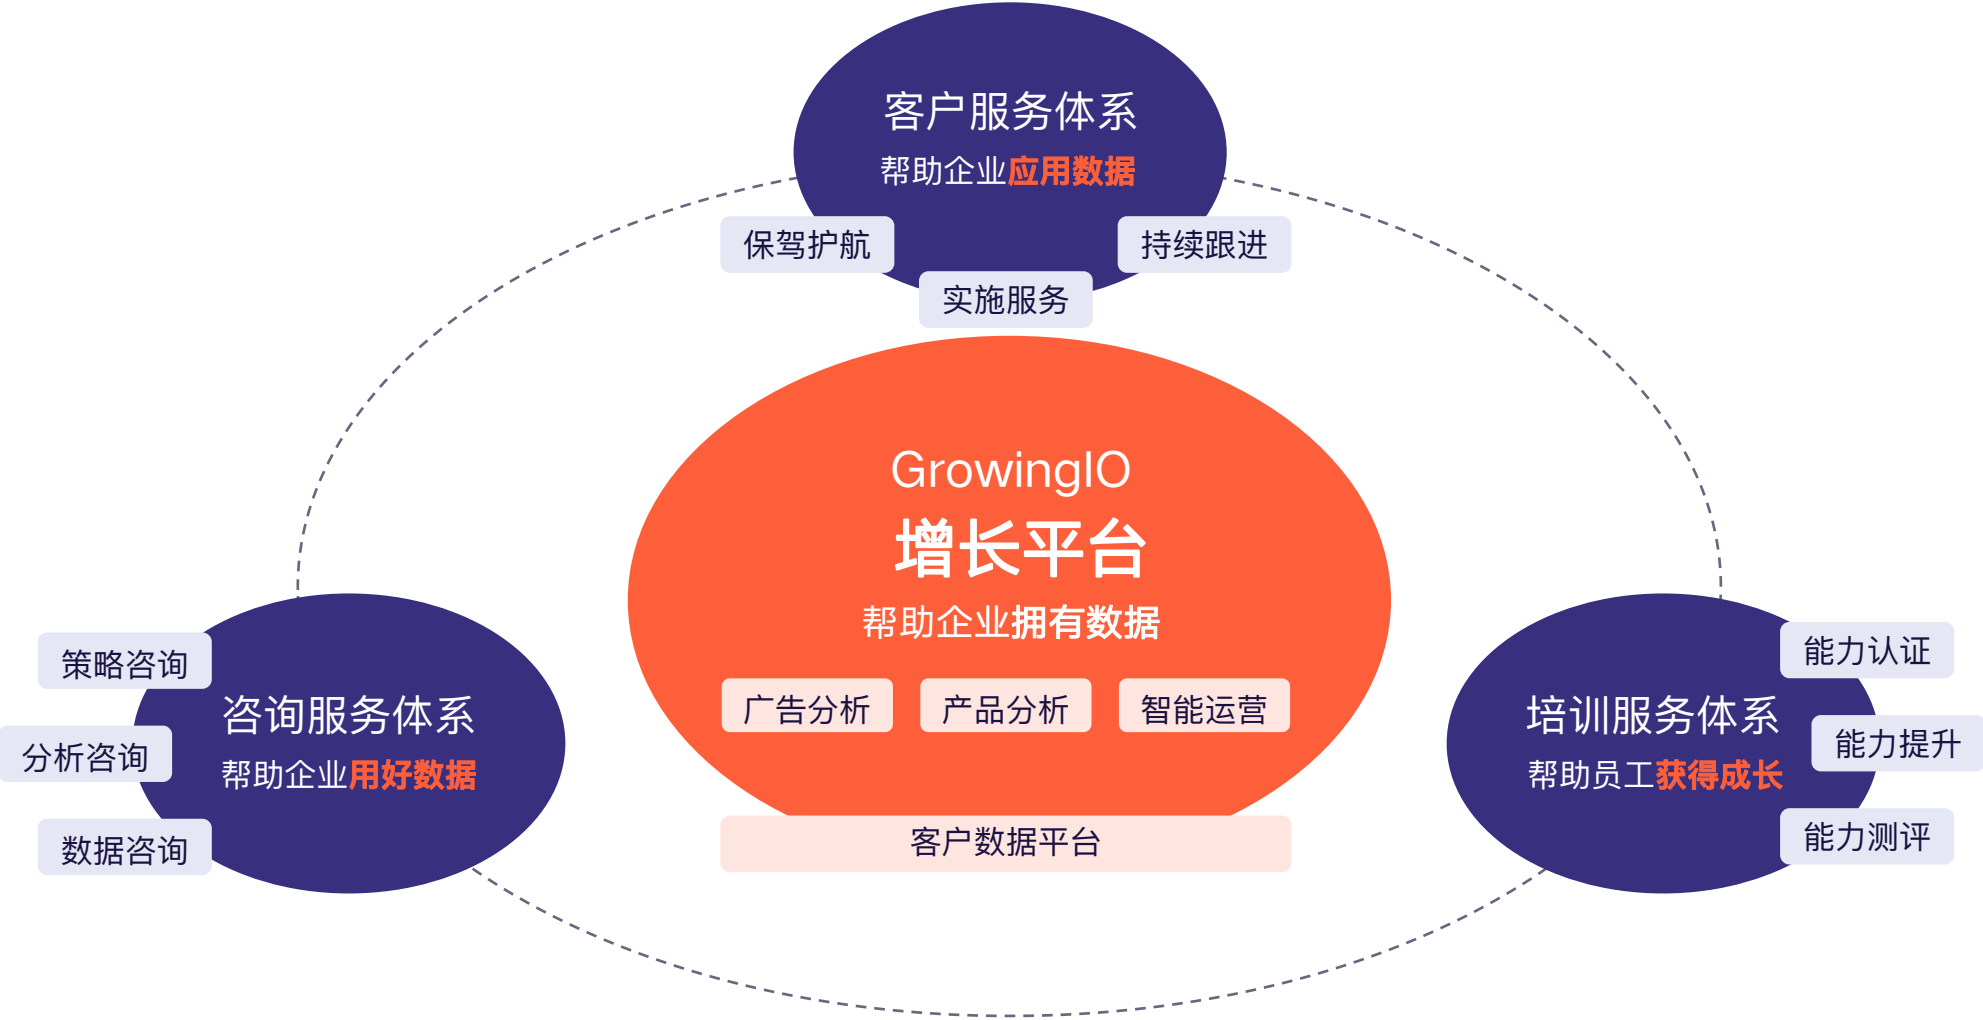 客户服务体系
帮助企业应用数据
保驾护航
持续跟进
实施服务
GrowingIO
增长平台
帮助企业拥有数据
广告分析
产品分析
智能运营
客户数据平台
策略咨询
分析咨询
数据咨询
咨询服务体系
帮助企业用好数据
培训服务体系
帮助员工获得成长
能力认证
能力提升
能力测评